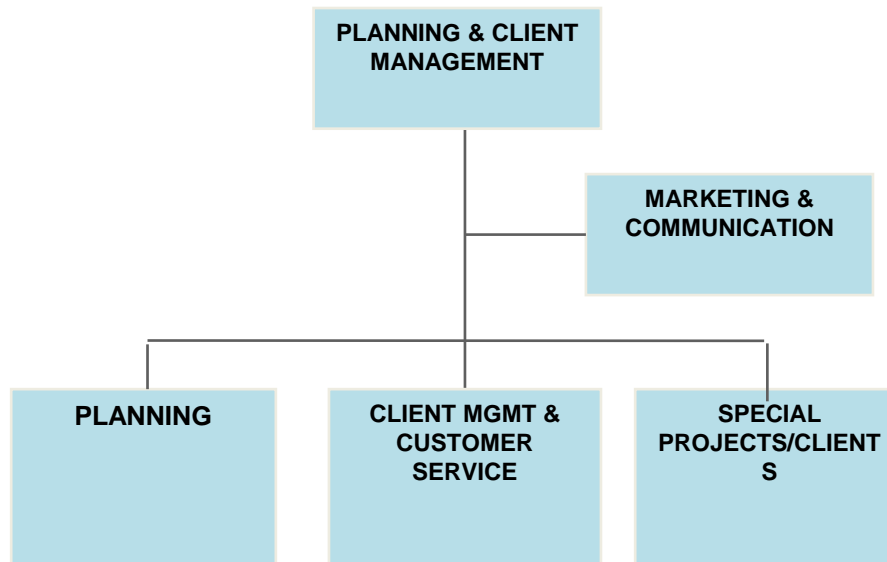 PLANNING & CLIENT
MANAGEMENT
MARKETING &
COMMUNICATION
PLANNING
CLIENT MGMT &
CUSTOMER
SERVICE
SPECIAL
PROJECTS/CLIENT
S